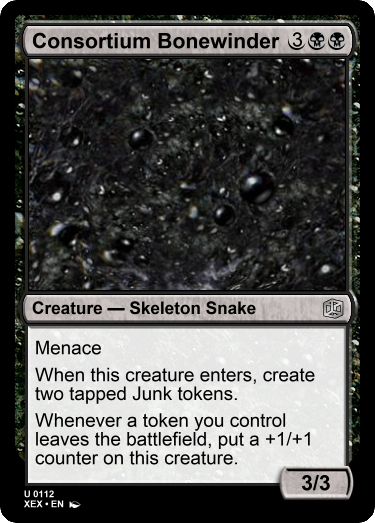 Consortium Bonewinder 3
Creature — Skeleton Snake
Menace
When this creature enters, create
two tapped Junk tokens.
Whenever a token you control
leaves the battlefield, put a +1/+1
counter on this creature.
3/3
U 0112
XEX • EN